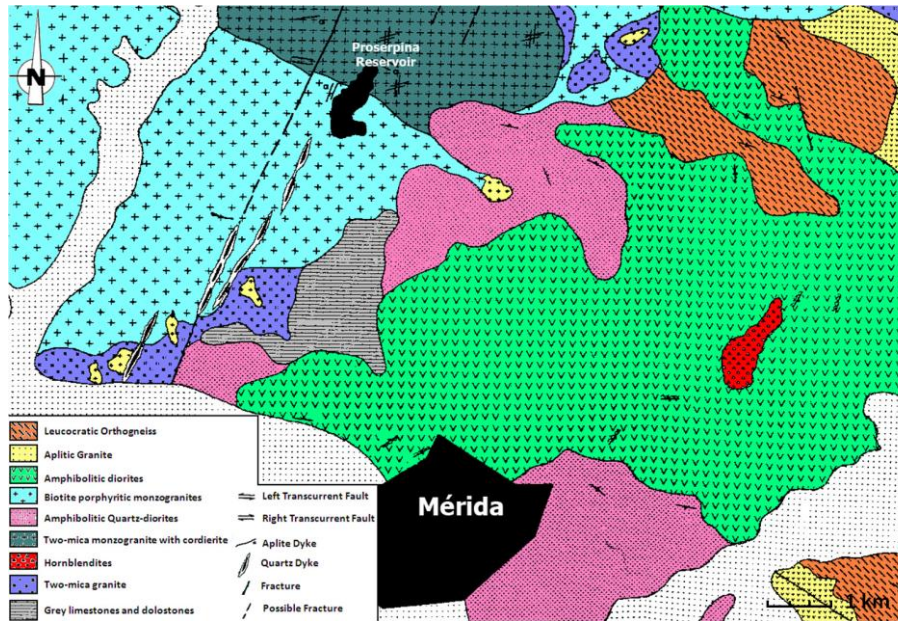 N
Proserpina
Reservoir
Mérida
1 km
Leucocratic Orthogneiss
Aplitic Granite
Amphibolitic diorites
Biotite porphyritic monzogranites
Amphibolitic Quartz-diorites
Two-mica monzogranite with cordierite
Hornblendites
Two-mica granite
Grey limestones and dolostones
Left Transcurrent Fault
Right Transcurrent Fault
Aplite Dyke
Quartz Dyke
Fracture
Possible Fracture